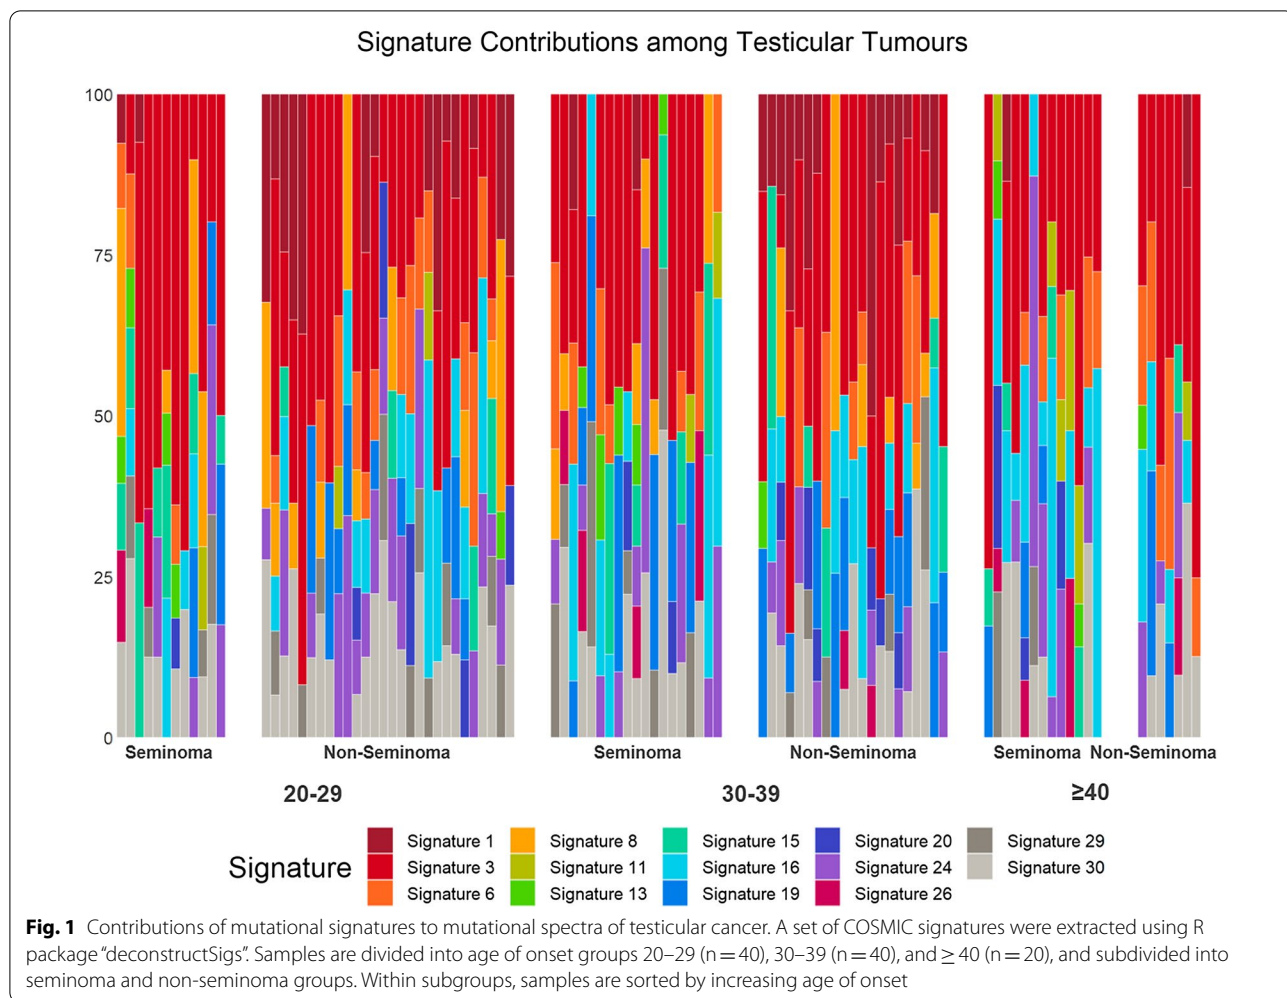 Signature Contributions among Testicular Tumours
100
75
50
25
0
Seminoma Non-Seminoma Seminoma Non-Seminoma Seminoma Non-Seminoma
20-29 30-39 ≥40
Signature
Signature 1 Signature 8 Signature 15 Signature 20 Signature 29
Signature 3 Signature 11 Signature 16 Signature 24 Signature 30
Signature 6 Signature 13 Signature 19 Signature 26
Fig. 1 Contributions of mutational signatures to mutational spectra of testicular cancer. A set of COSMIC signatures were extracted using R
package “deconstructSigs”. Samples are divided into age of onset groups 20–29 (n = 40), 30–39 (n = 40), and ≥ 40 (n = 20), and subdivided into
seminoma and non-seminoma groups. Within subgroups, samples are sorted by increasing age of onset